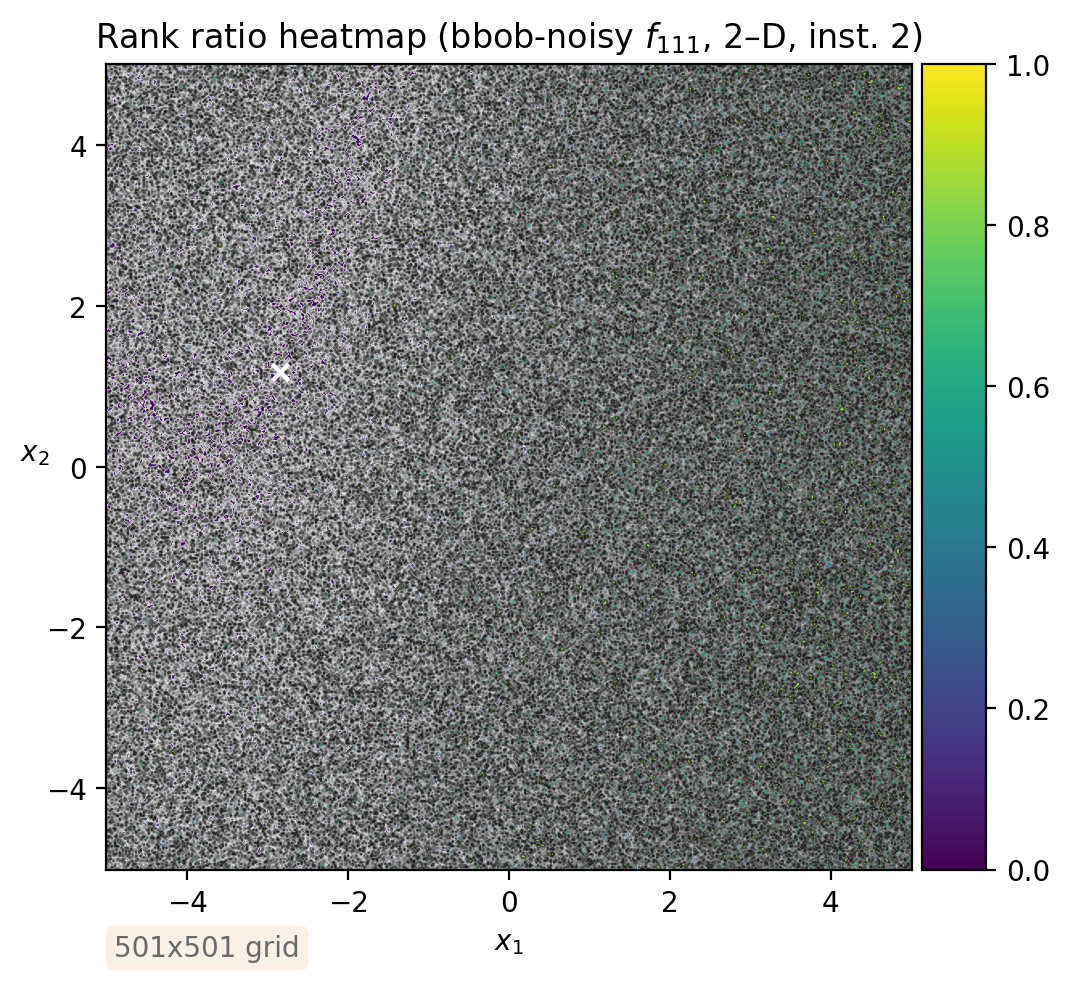 Rank ratio heatmap (bbob-noisy f₁₁₁, 2–D, inst. 2)
1.0
0.8
0.6
0.4
0.2
0.0
4
2
0
−2
−4
x₂
−4 −2 0 2 4
x₁
501x501 grid